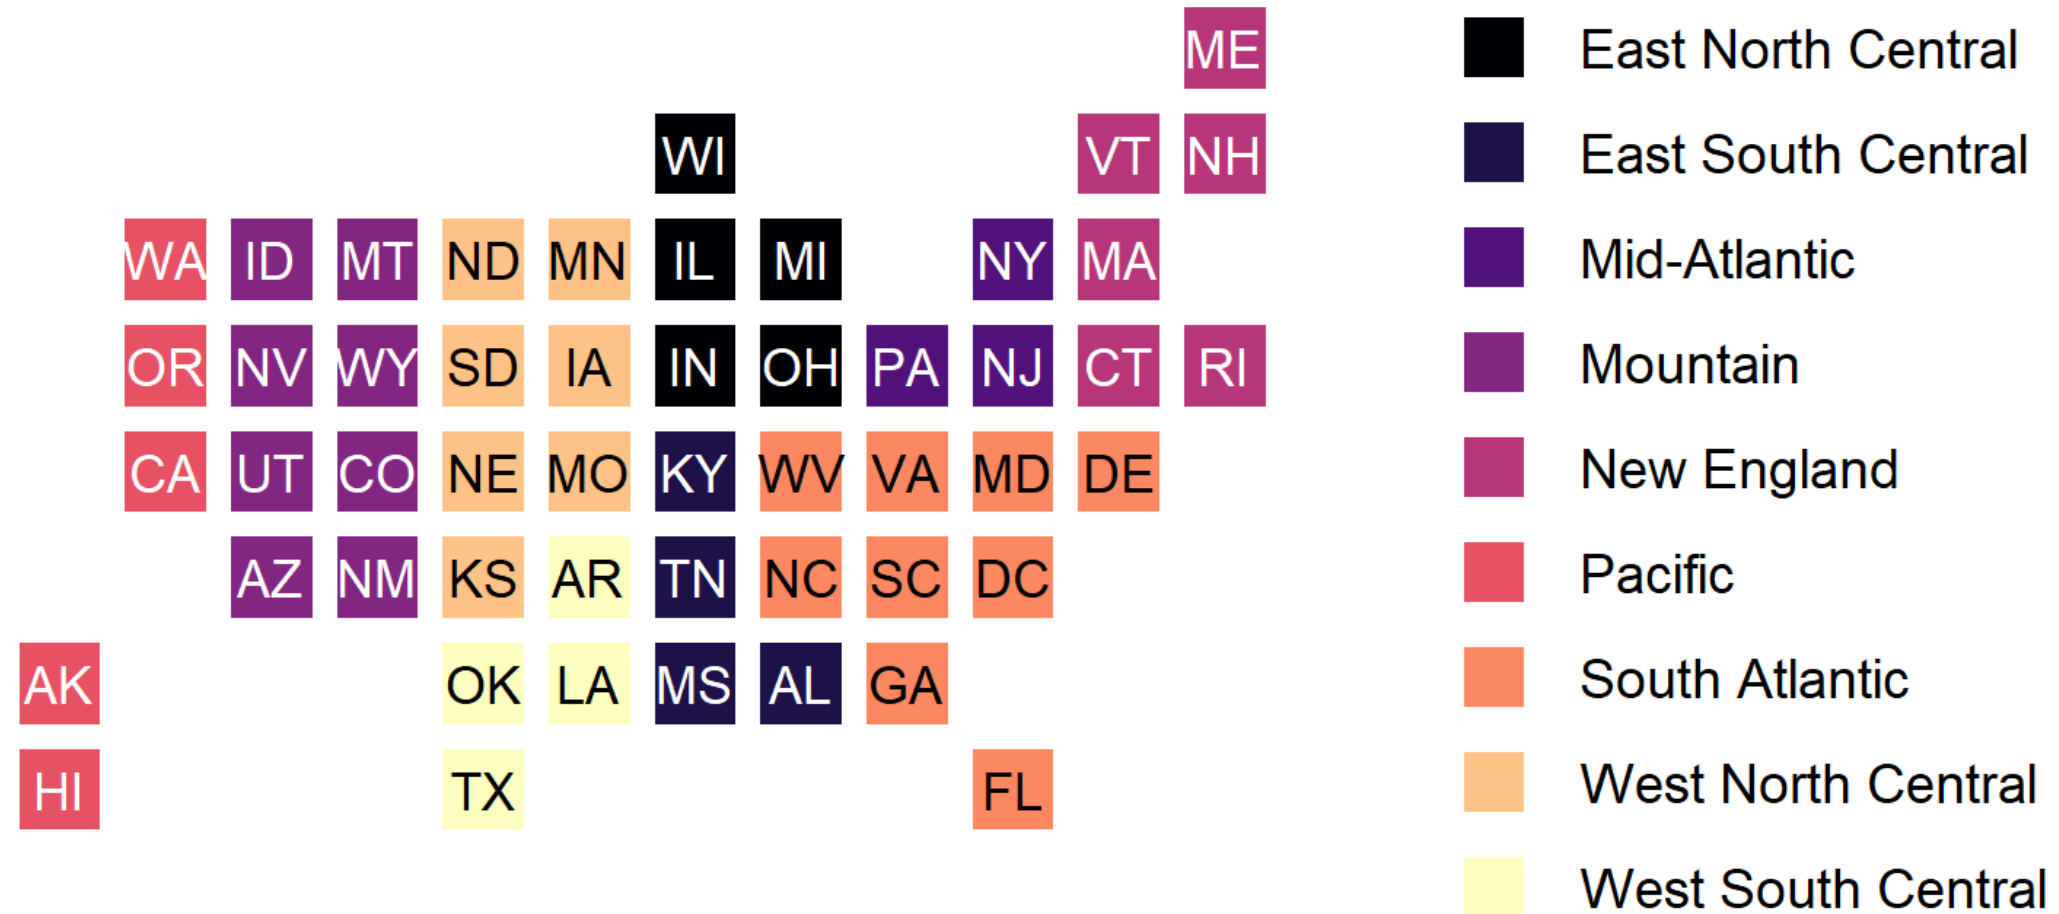 ME
WI VT NH
WA ID MT ND MN IL MI NY MA
OR NV WY SD IA IN OH PA NJ CT RI
CA UT CO NE MO KY WV VA MD DE
AZ NM KS AR TN NC SC DC
AK OK LA MS AL GA
HI TX FL
East North Central
East South Central
Mid-Atlantic
Mountain
New England
Pacific
South Atlantic
West North Central
West South Central